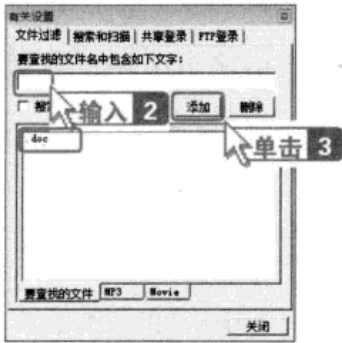 有关设置
文件过滤 搜索和扫描 共享登录 FTP登录
要查找的文件名中包含如下文字:
添加 删除
输入 2
单击 3
.doc
要查找的文件 MP3 Movie
关闭